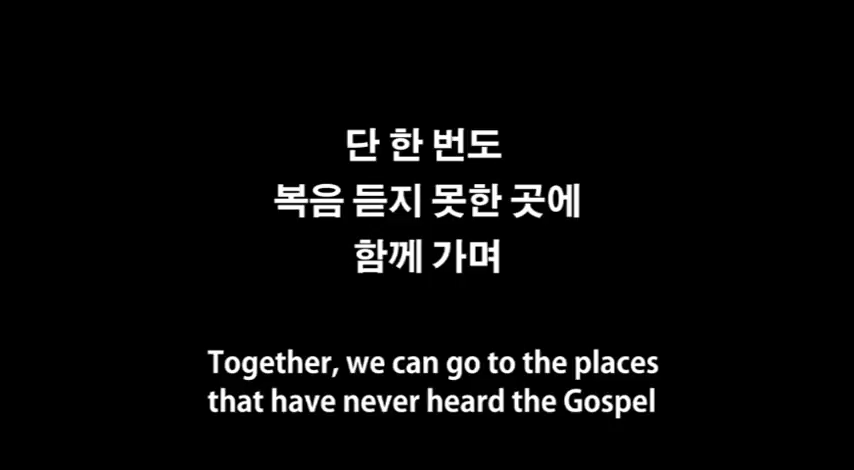 단 한 번도
복음 듣지 못한 곳에
함께 가며
Together, we can go to the places
that have never heard the Gospel